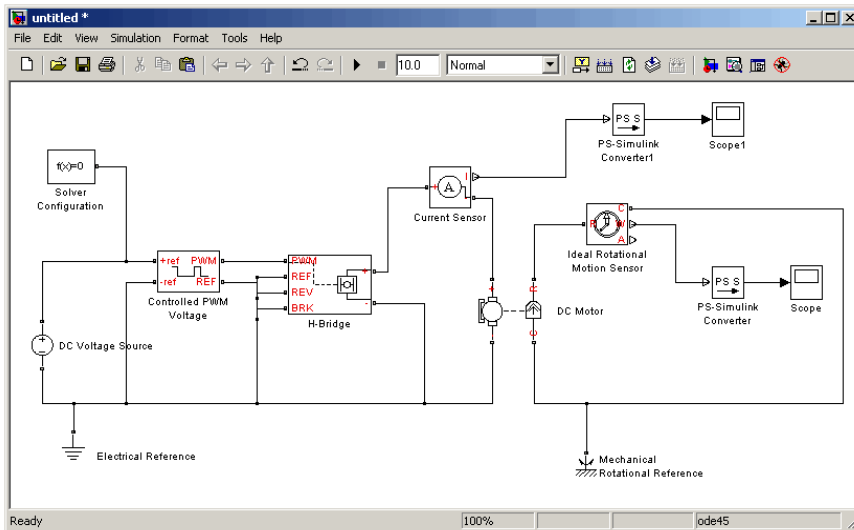 untitled *
File Edit View Simulation Format Tools Help
10.0 Normal
PS S
PS-Simulink
Converter1
Scope1
f(x)=0
Solver
Configuration
+ A I -
Current Sensor
C
R W
A
Ideal Rotational
Motion Sensor
+ref PWM
-ref REF
Controlled PWM
Voltage
PWM
REF
REV
BRK
+
-
H-Bridge
PS S
PS-Simulink
Converter
Scope
+
-
R
C
DC Motor
+
-
DC Voltage Source
Electrical Reference
Mechanical
Rotational Reference
Ready 100% ode45